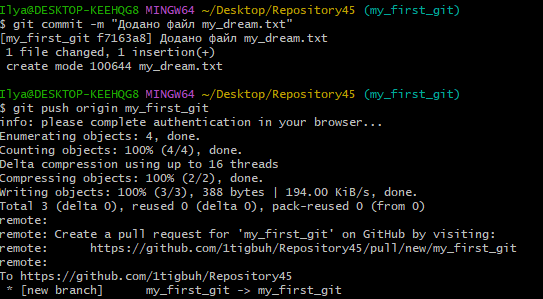 Ilya@DESKTOP-KEEHQG8 MINGW64 ~/Desktop/Repository45 (my_first_git)
$ git commit -m "Додано файл my_dream.txt"
[my_first_git f7163a8] Додано файл my_dream.txt
 1 file changed, 1 insertion(+)
 create mode 100644 my_dream.txt

Ilya@DESKTOP-KEEHQG8 MINGW64 ~/Desktop/Repository45 (my_first_git)
$ git push origin my_first_git
info: please complete authentication in your browser...
Enumerating objects: 4, done.
Counting objects: 100% (4/4), done.
Delta compression using up to 16 threads
Compressing objects: 100% (2/2), done.
Writing objects: 100% (3/3), 388 bytes | 194.00 KiB/s, done.
Total 3 (delta 0), reused 0 (delta 0), pack-reused 0 (from 0)
remote:
remote: Create a pull request for 'my_first_git' on GitHub by visiting:
remote:      https://github.com/1tigbuh/Repository45/pull/new/my_first_git
remote:
To https://github.com/1tigbuh/Repository45
 * [new branch]      my_first_git -> my_first_git